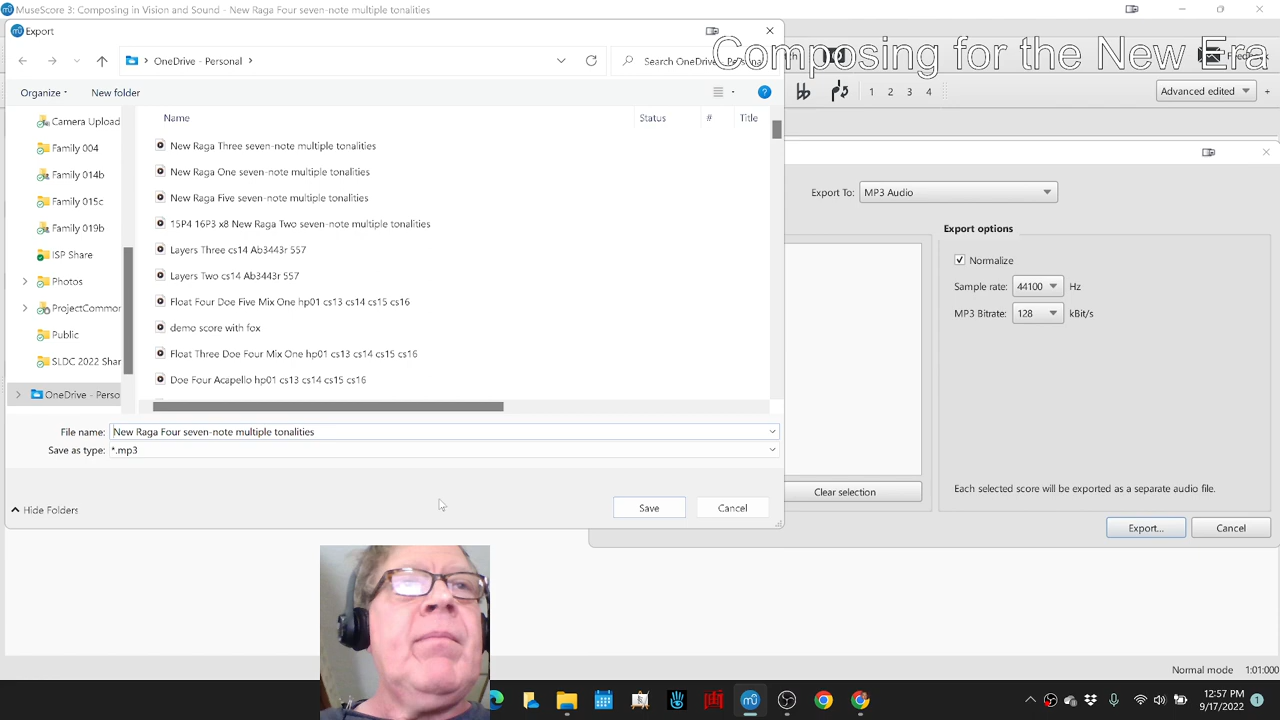 MuseScore 3: Composing in Vision and Sound - New Raga Four seven-note multiple tonalities
Export
Composing for the New Era
OneDrive - Personal
Search OneDrive - Persona
Organize
New folder
1 2 3 4
Advanced edited
Name
Status
#
Title
Camera Upload
Family 004
Family 014b
Family 015c
Family 019b
ISP Share
Photos
ProjectCommor
Public
SLDC 2022 Shar
OneDrive - Perso
New Raga Three seven-note multiple tonalities
New Raga One seven-note multiple tonalities
New Raga Five seven-note multiple tonalities
15P4 16P3 x8 New Raga Two seven-note multiple tonalities
Layers Three cs14 Ab3443r 557
Layers Two cs14 Ab3443r 557
Float Four Doe Five Mix One hp01 cs13 cs14 cs15 cs16
demo score with fox
Float Three Doe Four Mix One hp01 cs13 cs14 cs15 cs16
Doe Four Acapello hp01 cs13 cs14 cs15 cs16
File name: New Raga Four seven-note multiple tonalities
Save as type: *.mp3
Hide Folders
Save
Cancel
Export To: MP3 Audio
Export options
Normalize
Sample rate: 44100 Hz
MP3 Bitrate: 128 kBit/s
Each selected score will be exported as a separate audio file.
Clear selection
Export...
Cancel
Normal mode 1:01:000
12:57 PM
9/17/2022
1